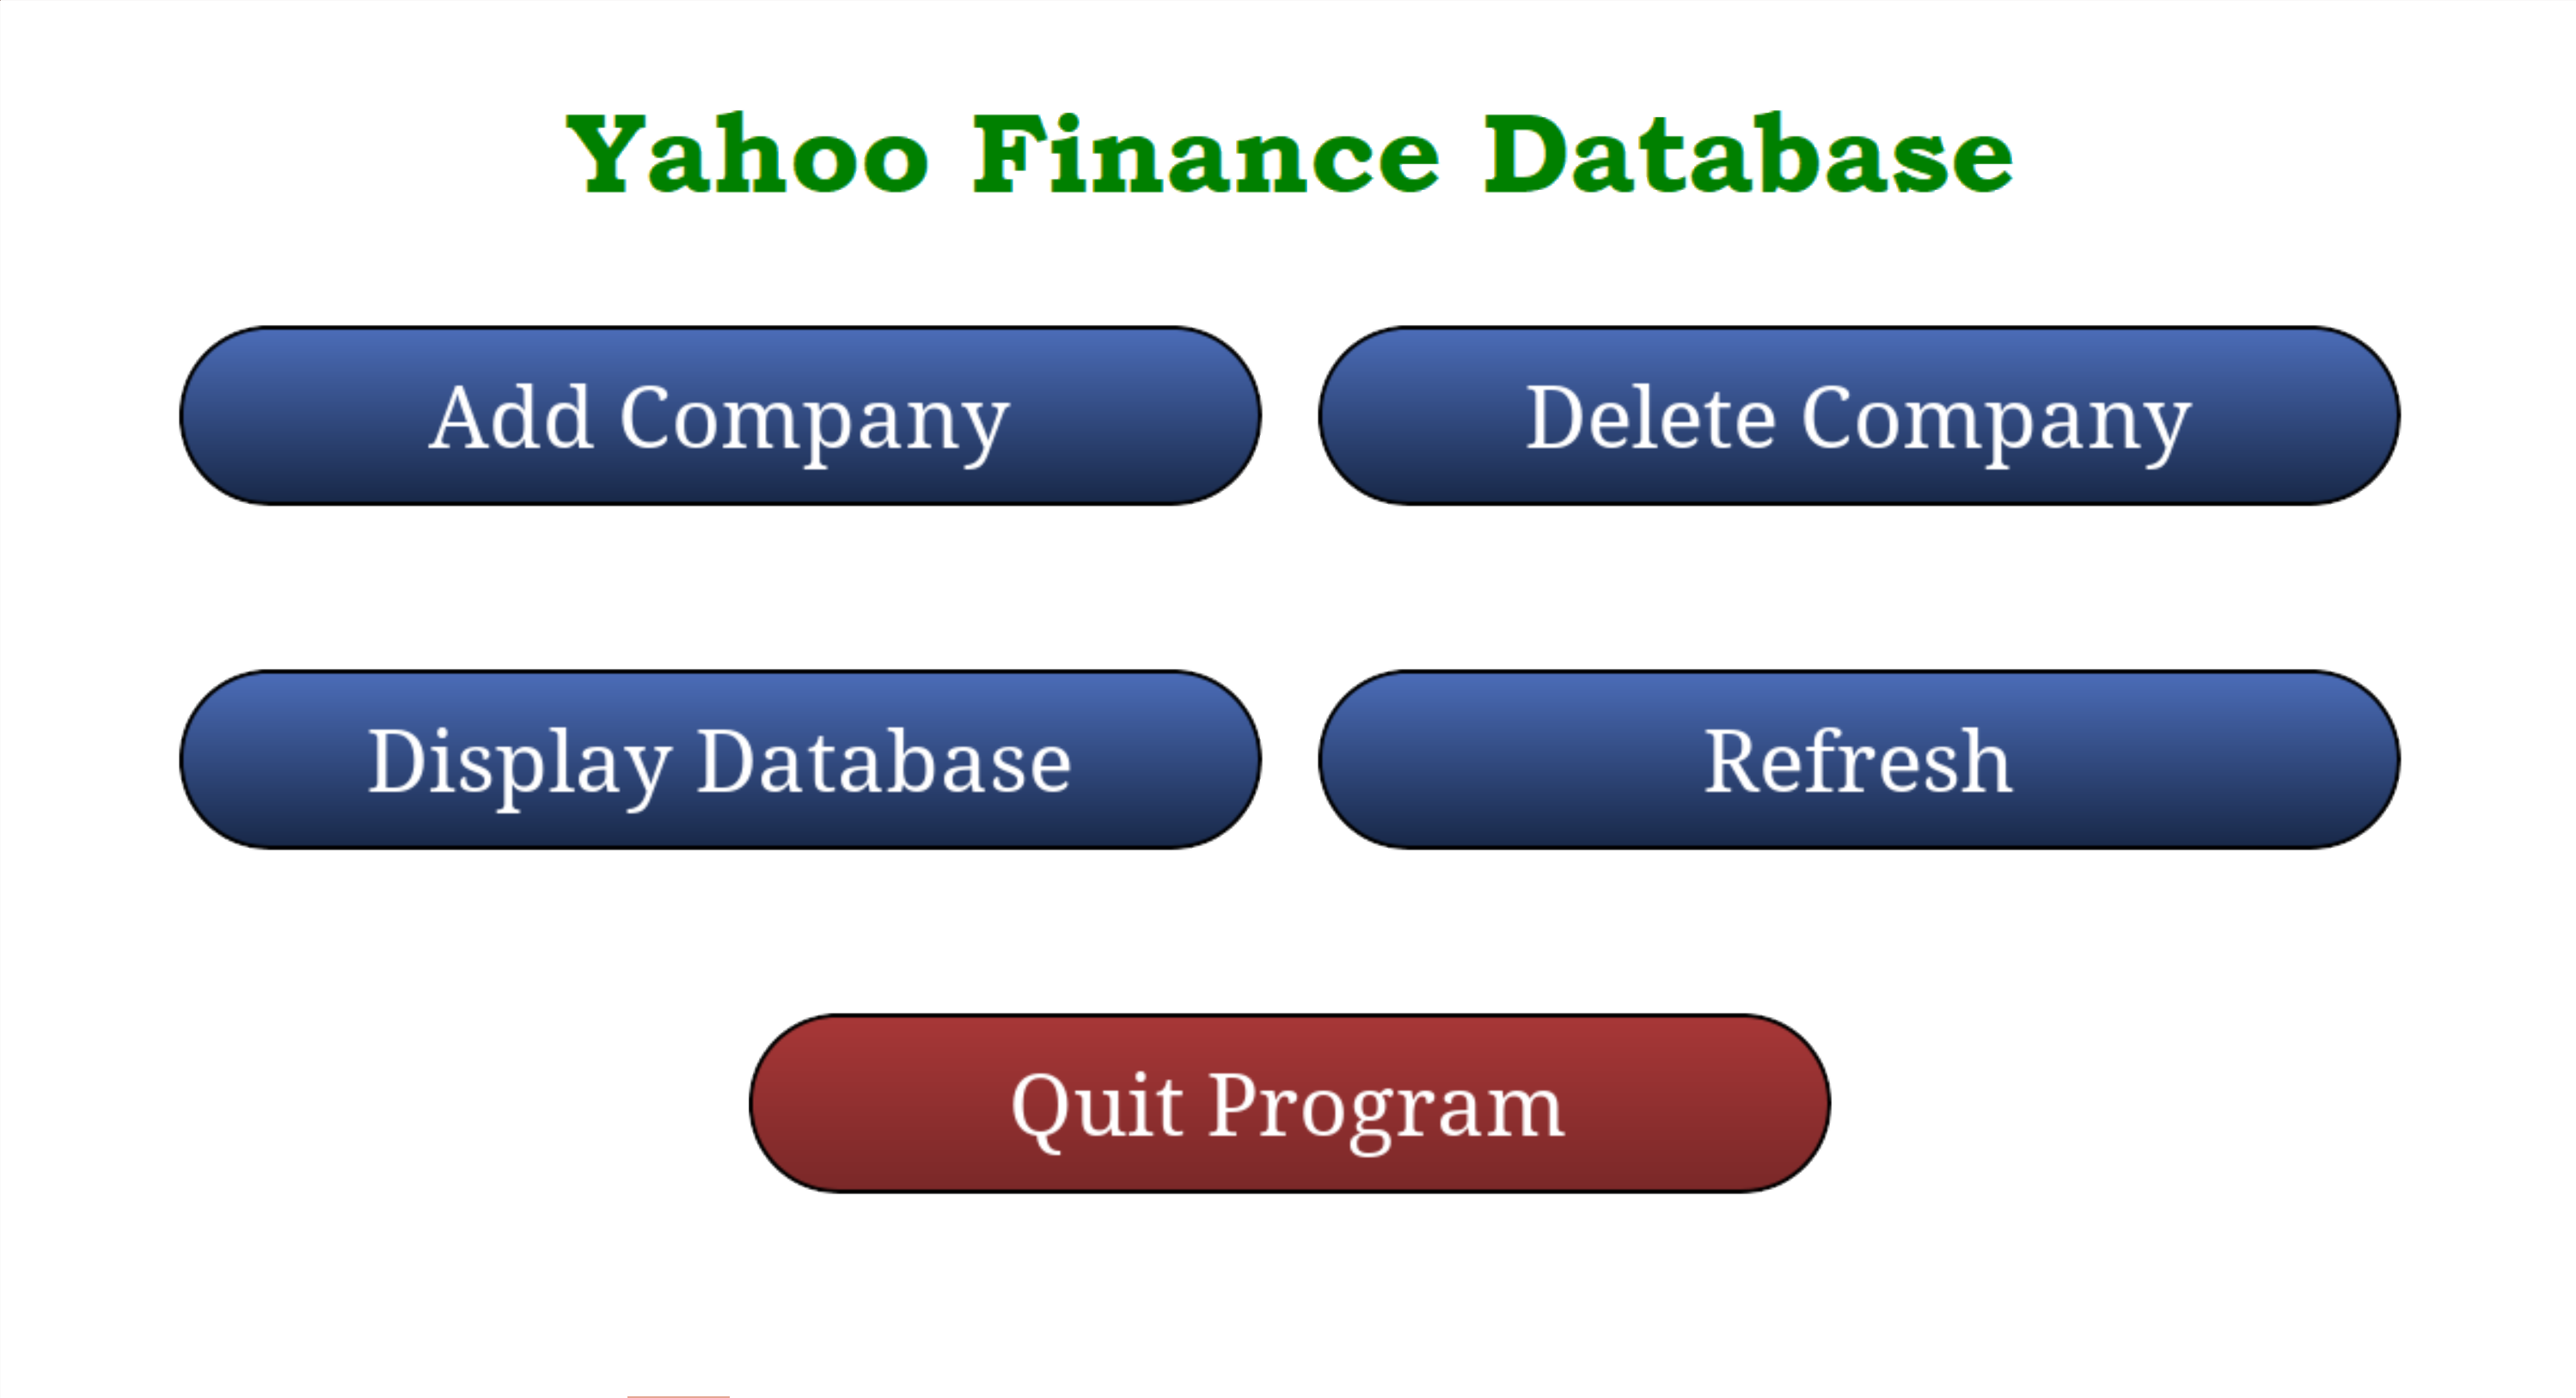 Yahoo Finance Database
Add Company
Delete Company
Display Database
Refresh
Quit Program